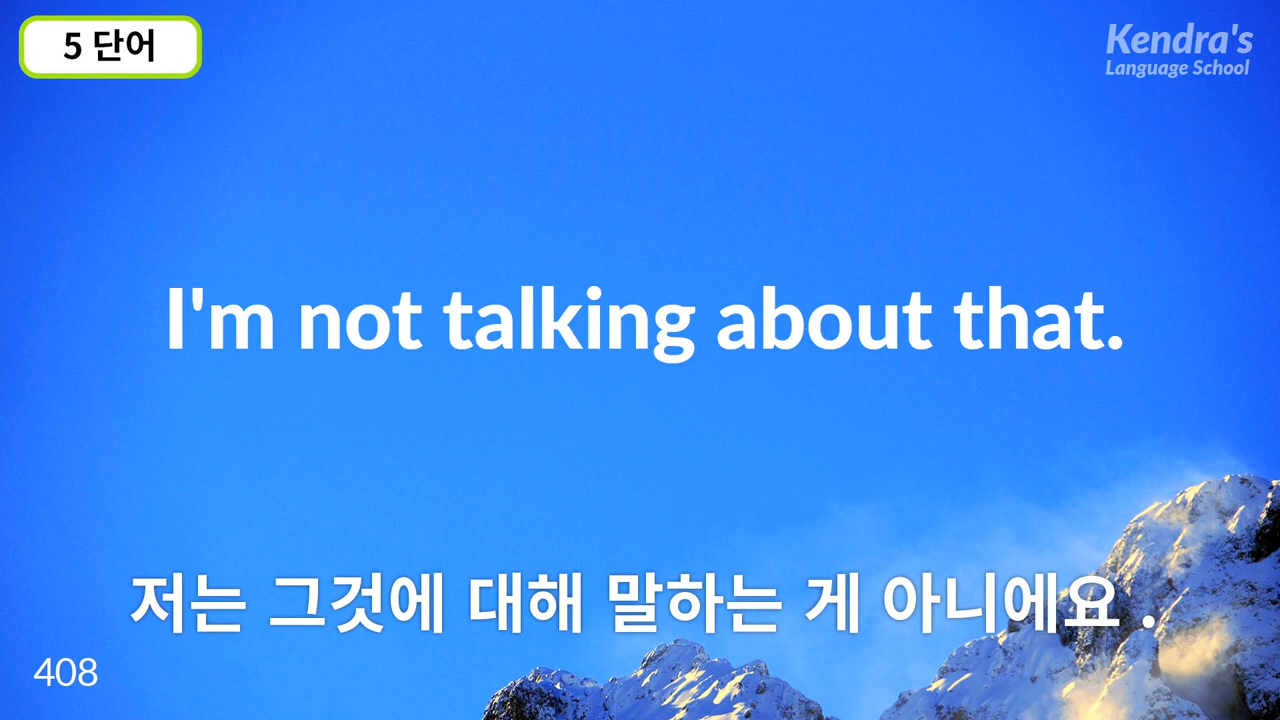 5 단어
Kendra's
Language School
I'm not talking about that.
저는 그것에 대해 말하는 게 아니에요 .
408